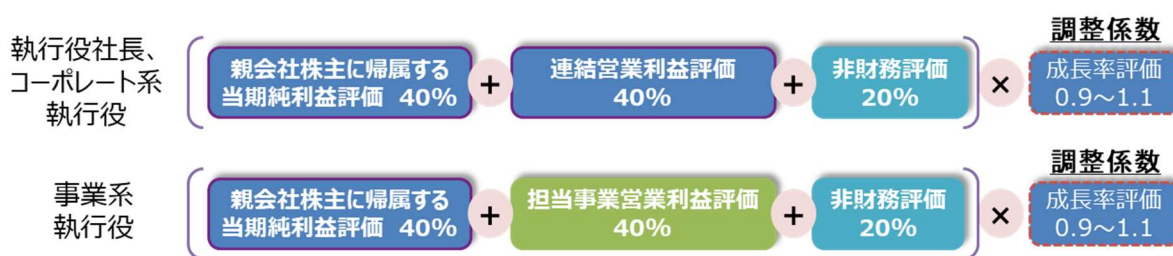 執行役社長、
コーポレート系
執行役
親会社株主に帰属する
当期純利益評価 40%
+
連結営業利益評価
40%
+
非財務評価
20%
×
調整係数
成長率評価
0.9～1.1
事業系
執行役
親会社株主に帰属する
当期純利益評価 40%
+
担当事業営業利益評価
40%
+
非財務評価
20%
×
調整係数
成長率評価
0.9～1.1